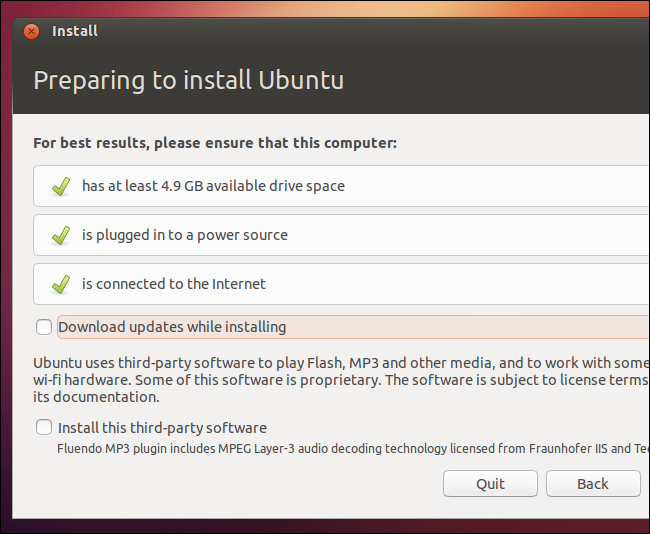 Install
Preparing to install Ubuntu
For best results, please ensure that this computer:
has at least 4.9 GB available drive space
is plugged in to a power source
is connected to the Internet
Download updates while installing
Ubuntu uses third-party software to play Flash, MP3 and other media, and to work with some
wi-fi hardware. Some of this software is proprietary. The software is subject to license terms
its documentation.
Install this third-party software
Fluendo MP3 plugin includes MPEG Layer-3 audio decoding technology licensed from Fraunhofer IIS and
Quit
Back